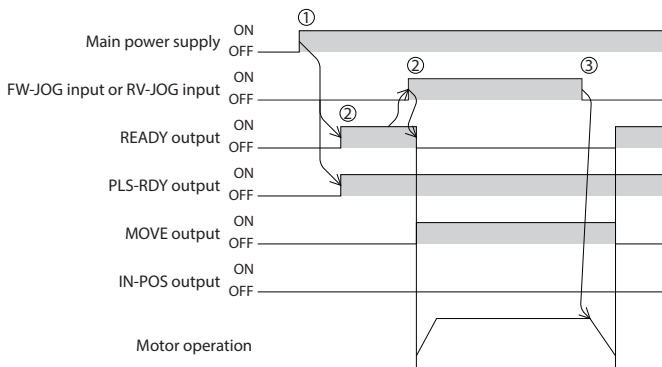 ①
Main power supply ON
OFF
② ③
FW-JOG input or RV-JOG input ON
OFF
②
READY output ON
OFF
PLS-RDY output ON
OFF
MOVE output ON
OFF
IN-POS output ON
OFF
Motor operation